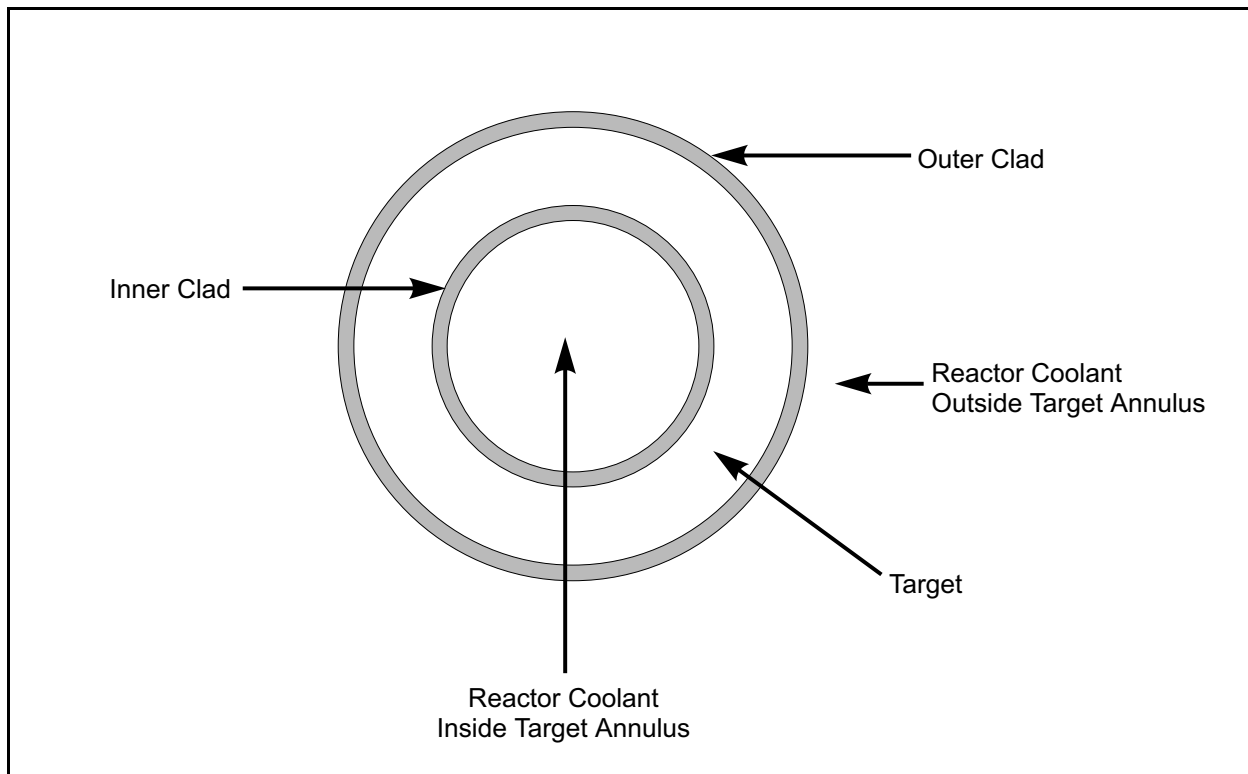 Outer Clad
Inner Clad
Reactor Coolant
Outside Target Annulus
Target
Reactor Coolant
Inside Target Annulus